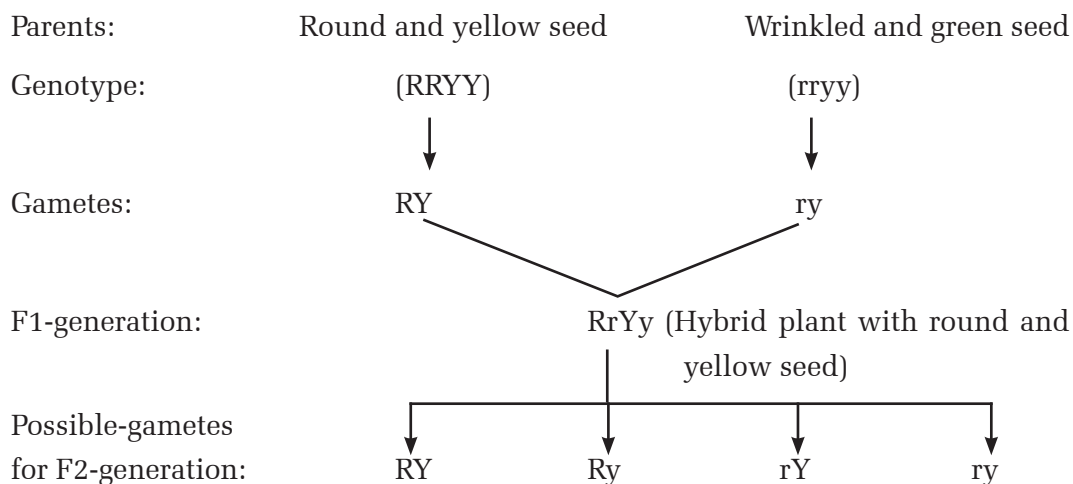 Parents: Round and yellow seed Wrinkled and green seed
Genotype: (RRYY) (rryy)
Gametes: RY ry
F1-generation: RrYy (Hybrid plant with round and
yellow seed)
Possible-gametes
for F2-generation: RY Ry rY ry